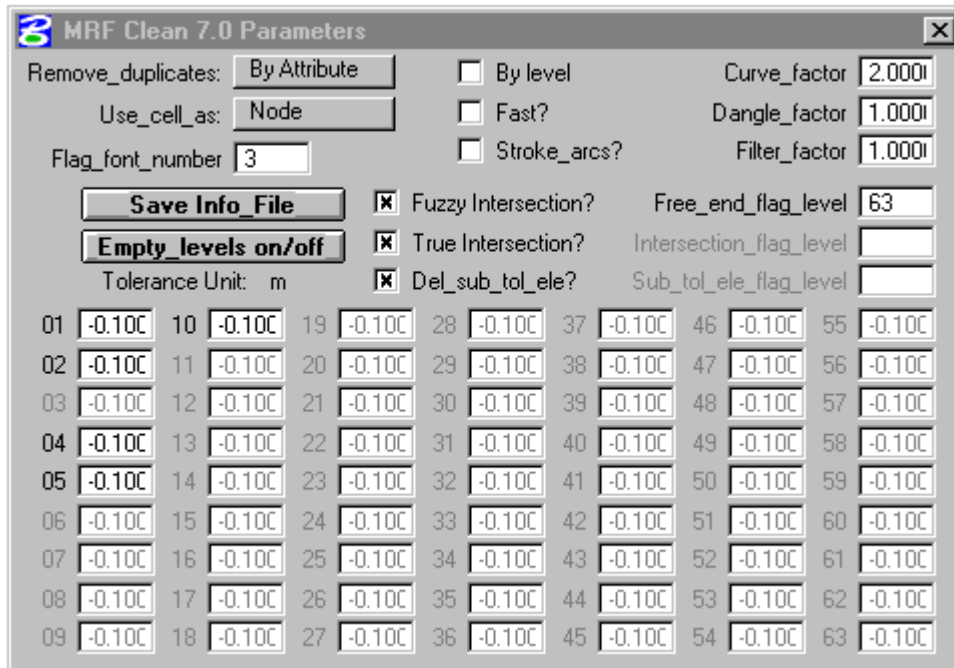 MRF Clean 7.0 Parameters
Remove_duplicates: By Attribute By level Curve_factor 2.000
Use_cell_as: Node Fast? Dangle_factor 1.000
Flag_font_number 3 Stroke_arcs? Filter_factor 1.000
Save Info_File Fuzzy Intersection? Free_end_flag_level 63
Empty_levels on/off True Intersection? Intersection_flag_level
Tolerance Unit: m Del_sub_tol_ele? Sub_tol_ele_flag_level
01 -0.100 10 -0.100 19 -0.100 28 -0.100 37 -0.100 46 -0.100 55 -0.100
02 -0.100 11 -0.100 20 -0.100 29 -0.100 38 -0.100 47 -0.100 56 -0.100
03 -0.100 12 -0.100 21 -0.100 30 -0.100 39 -0.100 48 -0.100 57 -0.100
04 -0.100 13 -0.100 22 -0.100 31 -0.100 40 -0.100 49 -0.100 58 -0.100
05 -0.100 14 -0.100 23 -0.100 32 -0.100 41 -0.100 50 -0.100 59 -0.100
06 -0.100 15 -0.100 24 -0.100 33 -0.100 42 -0.100 51 -0.100 60 -0.100
07 -0.100 16 -0.100 25 -0.100 34 -0.100 43 -0.100 52 -0.100 61 -0.100
08 -0.100 17 -0.100 26 -0.100 35 -0.100 44 -0.100 53 -0.100 62 -0.100
09 -0.100 18 -0.100 27 -0.100 36 -0.100 45 -0.100 54 -0.100 63 -0.100